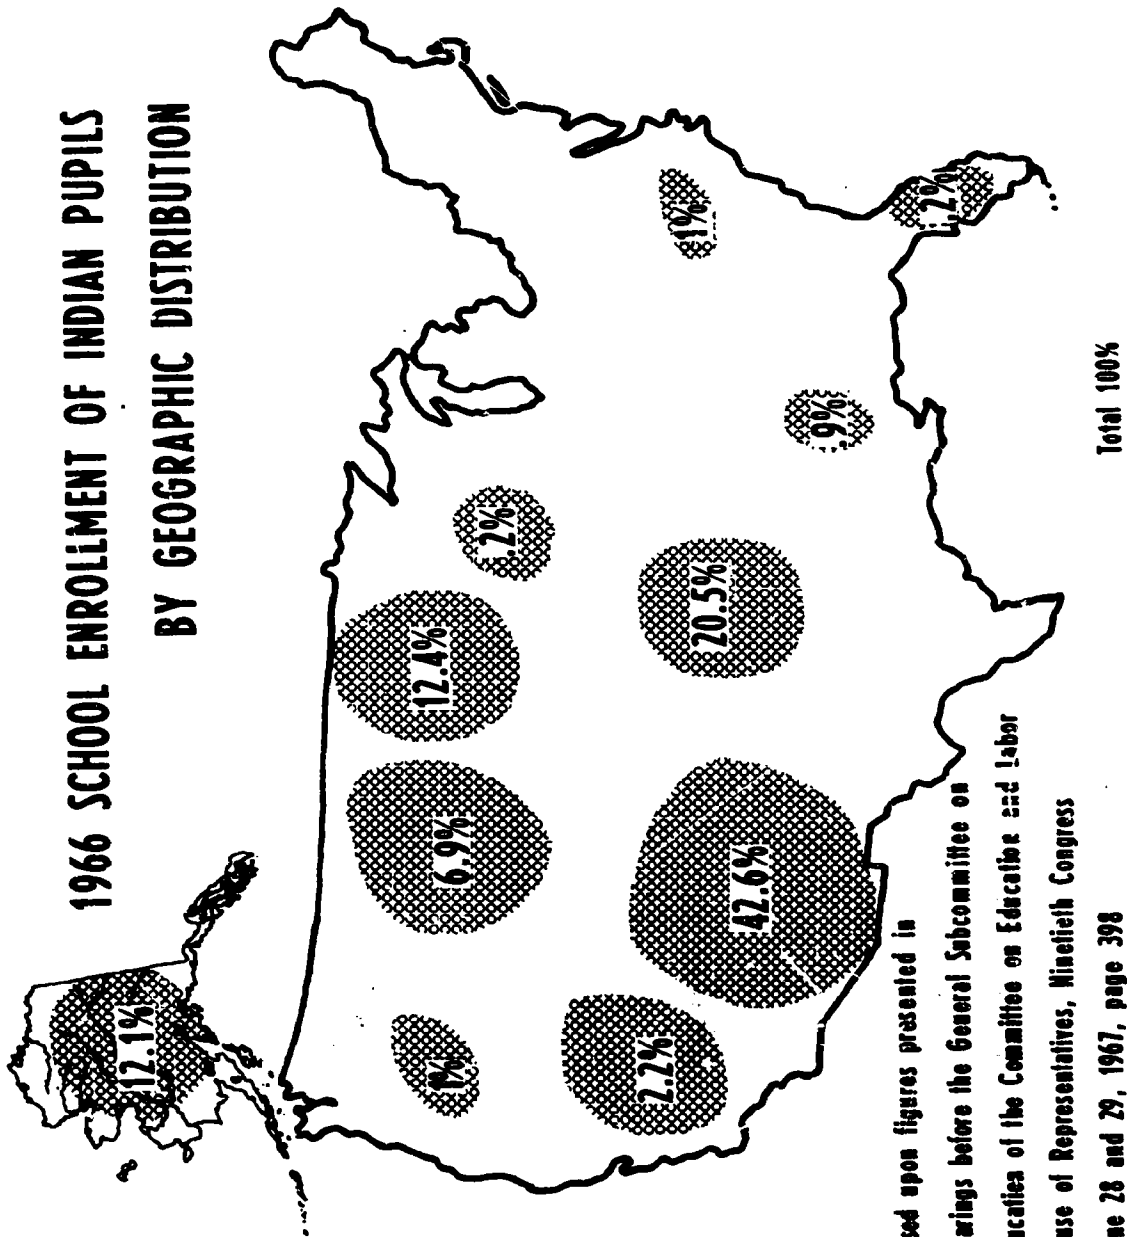 1966 SCHOOL ENROLLMENT OF INDIAN PUPILS
BY GEOGRAPHIC DISTRIBUTION
12.1%
1%
6.9%
12.4%
.2%
2.2%
42.6%
20.5%
.9%
1%
.2%
sed upon figures presented in
arings before the General Subcommittee on
ucation of the Committee on Education and Labor
use of Representatives, Ninetieth Congress
ne 28 and 29, 1967, page 398
Total 100%